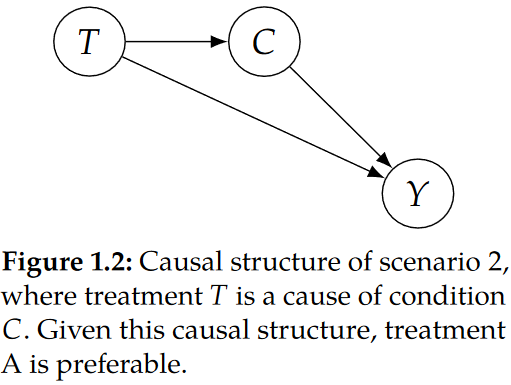 T
C
Y
Figure 1.2: Causal structure of scenario 2,
where treatment T is a cause of condition
C. Given this causal structure, treatment
A is preferable.